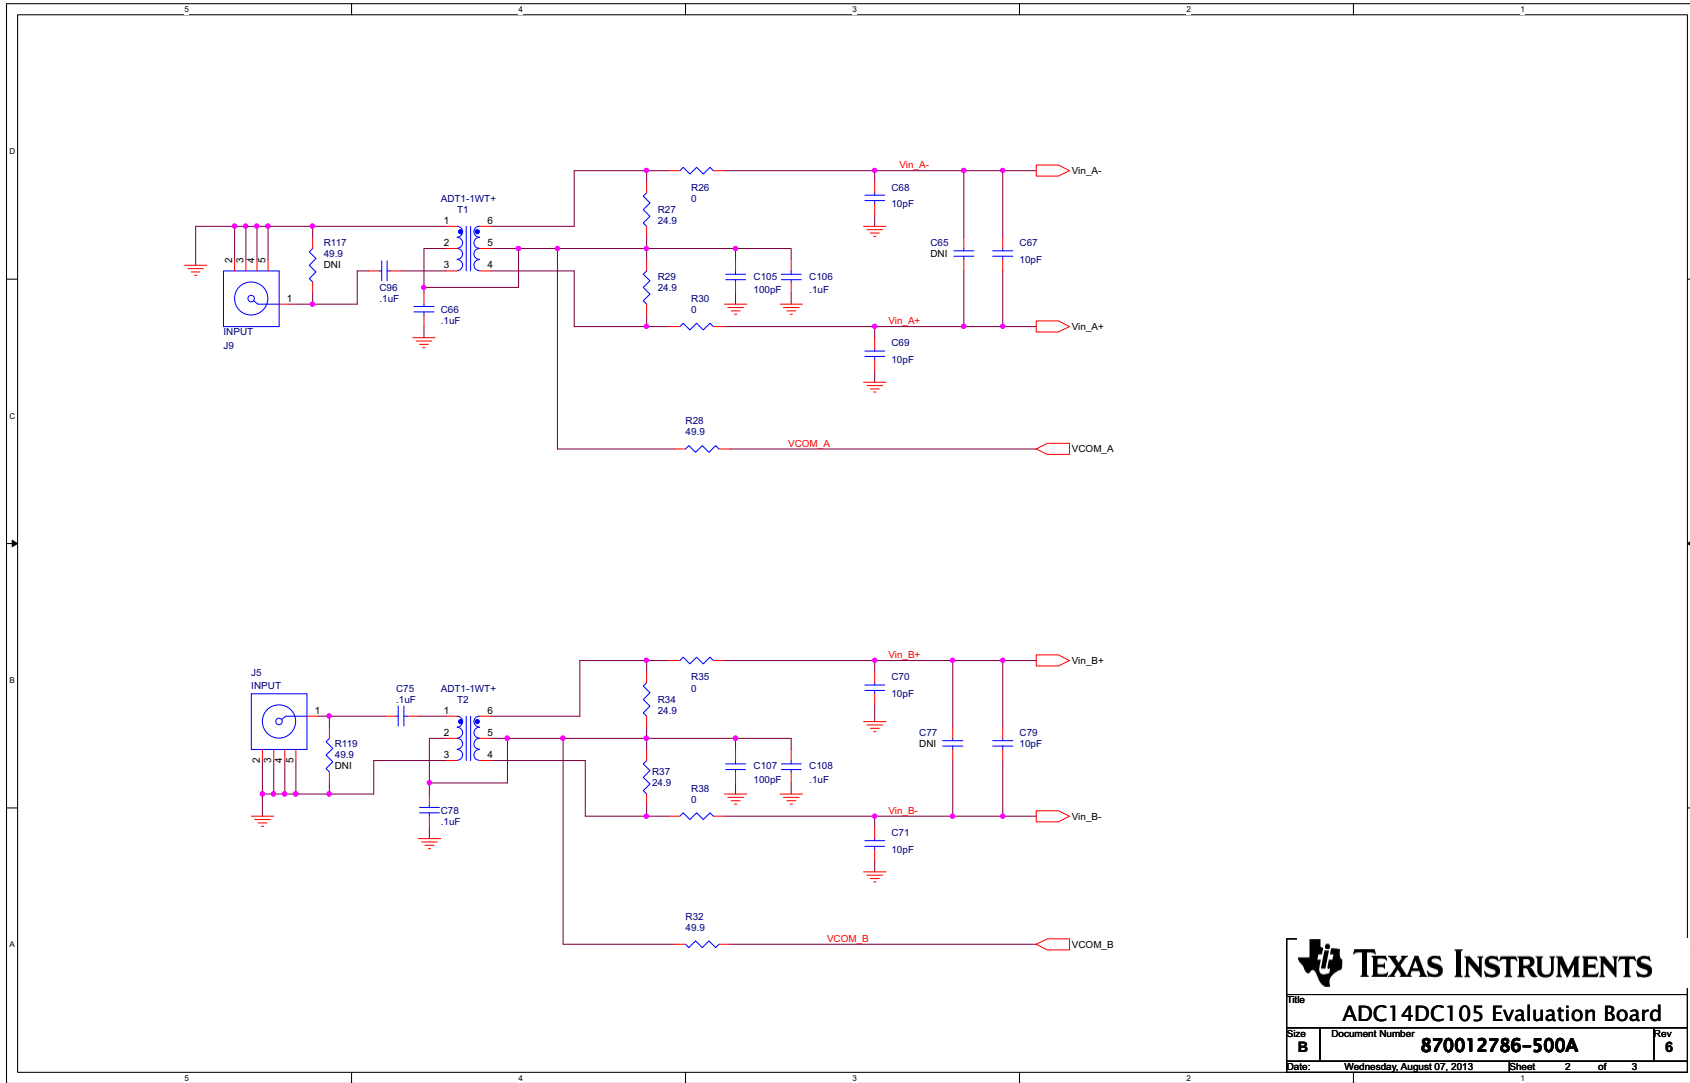 5 4 3 2 1
D
C
B
A
Vin_A-
Vin_A-
R26
0
C68
10pF
ADT1-1WT+
T1
R27
24.9
1 6
2 5
3 4
R117
49.9
DNI
2 3 4 5
1
C96
.1uF
C66
.1uF
INPUT
J9
R29
24.9
C105
100pF
C106
.1uF
C65
DNI
C67
10pF
R30
0
Vin_A+
Vin_A+
C69
10pF
R28
49.9
VCOM_A
VCOM_A
Vin_B+
Vin_B+
R35
0
C70
10pF
J5
INPUT
C75
.1uF
ADT1-1WT+
T2
1
1 6
2 5
3 4
R34
24.9
R119
49.9
DNI
2 3 4 5
C77
DNI
C79
10pF
R37
24.9
C107
100pF
C108
.1uF
R38
0
C78
.1uF
Vin_B-
Vin_B-
C71
10pF
R32
49.9
VCOM_B
VCOM_B
TEXAS INSTRUMENTS
Title
ADC14DC105 Evaluation Board
Size Document Number Rev
B 870012786-500A 6
Date: Wednesday, August 07, 2013 Sheet 2 of 3
5 4 3 2 1